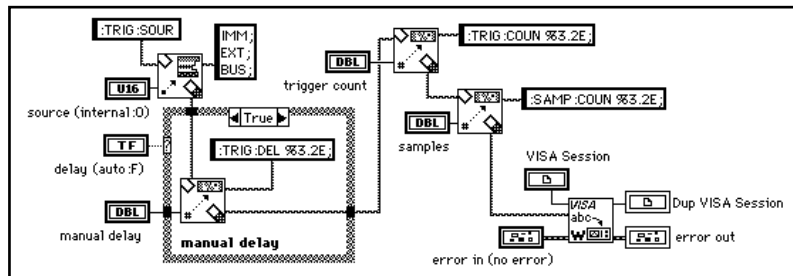 :TRIG:SOUR
IMM;
EXT;
BUS;
U16
source (internal:0)
True
TF
delay (auto:F)
:TRIG:DEL %3.2E;
DBL
manual delay
manual delay
:TRIG:COUN %3.2E;
DBL
trigger count
:SAMP:COUN %3.2E;
DBL
samples
VISA Session
VISA
abc
W
Dup VISA Session
error in (no error)
error out